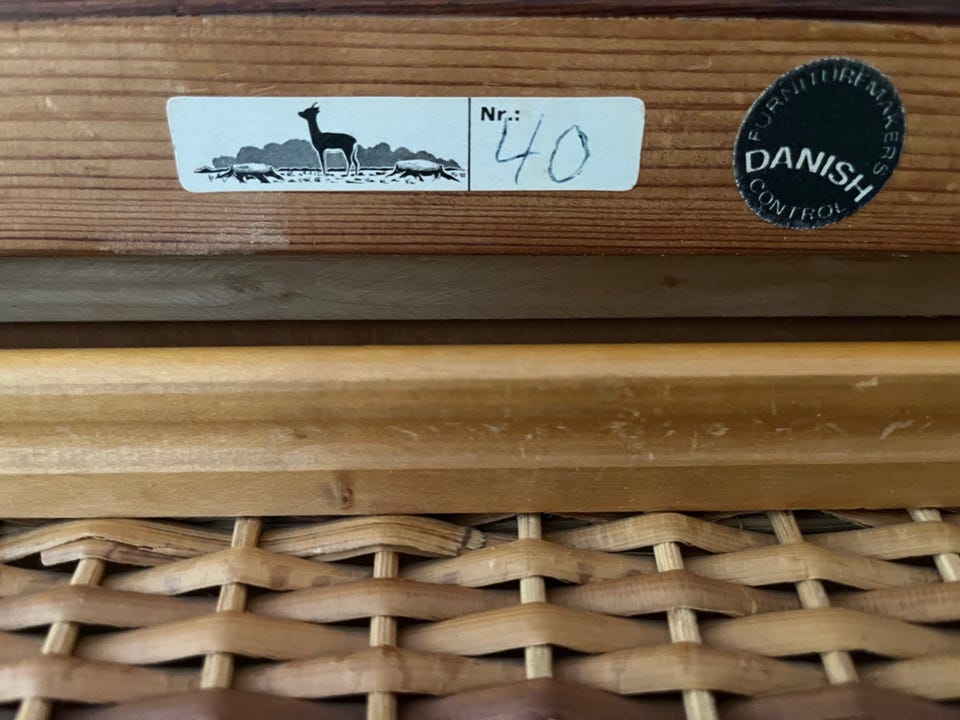 Nr.: 40
FURNITUREMAKERS
DANISH
CONTROL